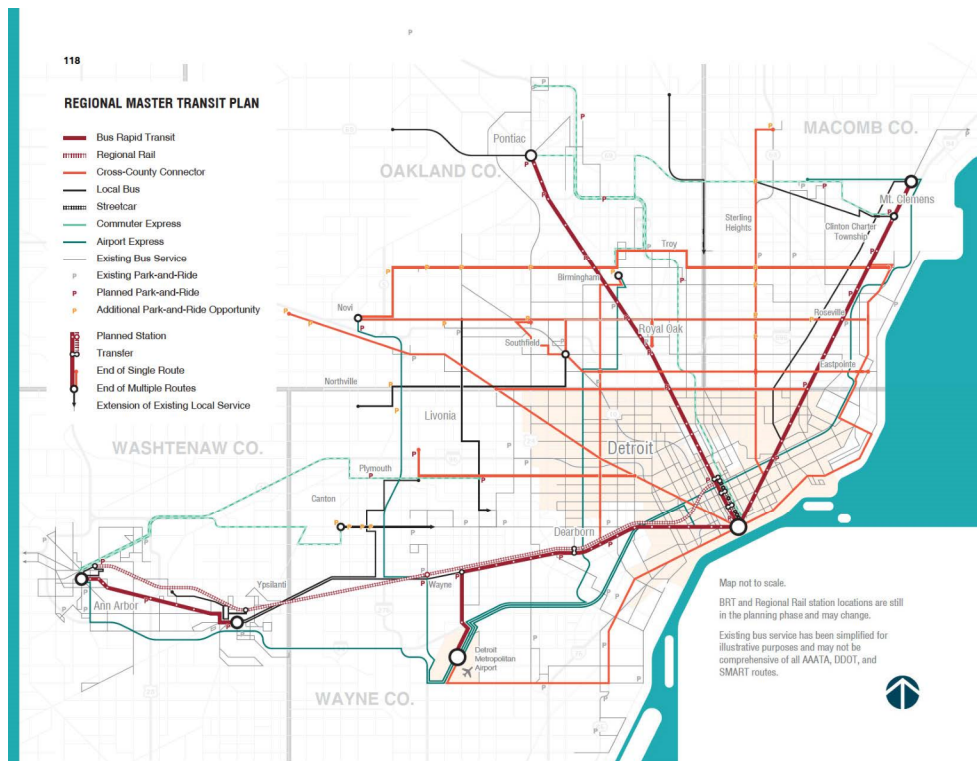 118
REGIONAL MASTER TRANSIT PLAN
Bus Rapid Transit
Regional Rail
Cross-County Connector
Local Bus
Streetcar
Commuter Express
Airport Express
Existing Bus Service
P Existing Park-and-Ride
P Planned Park-and-Ride
P Additional Park-and-Ride Opportunity
Planned Station
Transfer
End of Single Route
End of Multiple Routes
Extension of Existing Local Service
MACOMB CO.
Pontiac
OAKLAND CO.
Mt. Clemens
Sterling
Heights
Clinton Charter
Township
Troy
Birmingham
Novi
Roseville
Royal Oak
Southfield
Eastpointe
Northville
Livonia
WASHTENAW CO.
Detroit
Plymouth
Canton
Dearborn
Wayne
Ypsilanti
Ann Arbor
Detroit
Metropolitan
Airport
WAYNE CO.
Map not to scale.
BRT and Regional Rail station locations are still
in the planning phase and may change.
Existing bus service has been simplified for
illustrative purposes and may not be
comprehensive of all AAATA, DDOT, and
SMART routes.